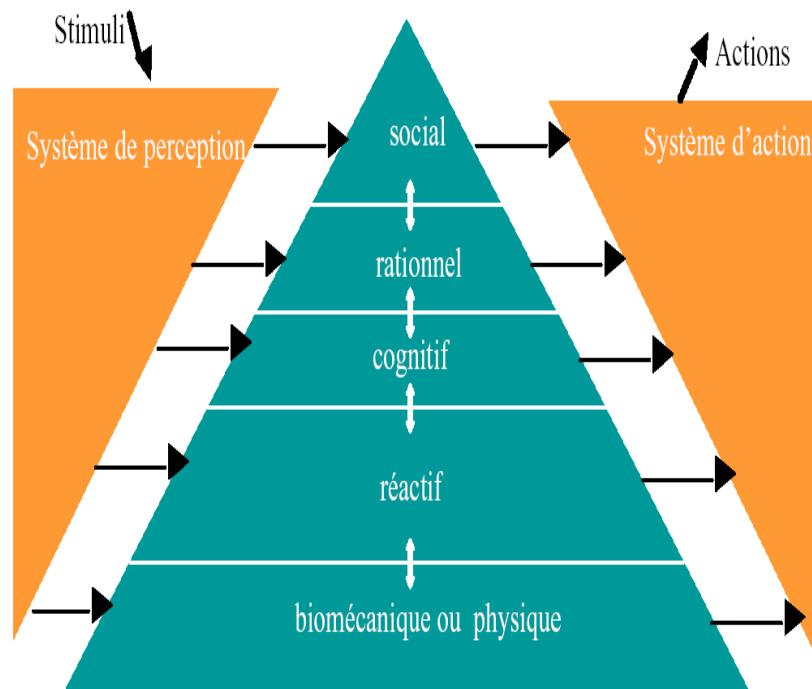 Stimuli
Actions
Système de perception
social
Système d'action
rationnel
cognitif
réactif
biomécanique ou physique